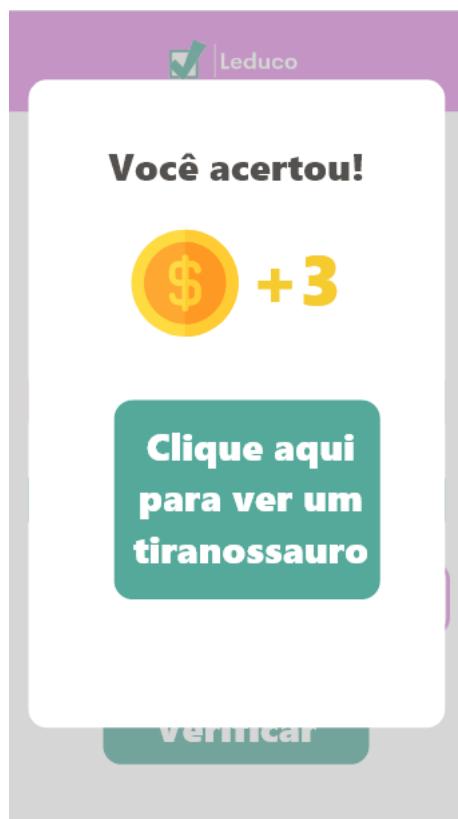 Leduco
Você acertou!
$ +3
Clique aqui
para ver um
tiranossauro
Verificar